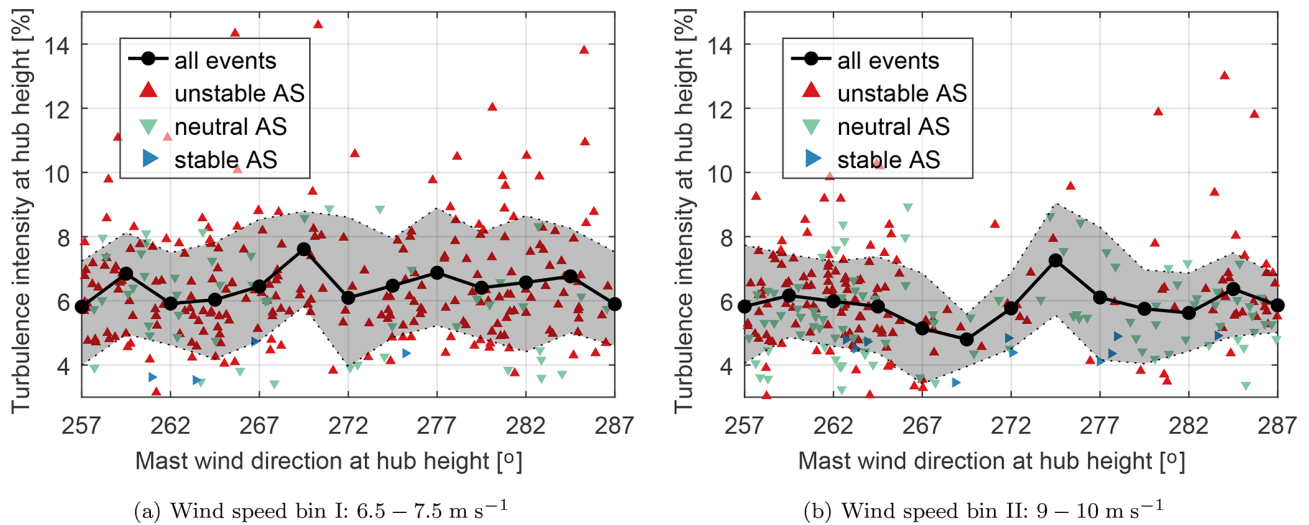 Turbulence intensity at hub height [%]
14
12
10
8
6
4
all events
unstable AS
neutral AS
stable AS
257 262 267 272 277 282 287
Mast wind direction at hub height [º]
(a) Wind speed bin I: 6.5 – 7.5 m s⁻¹
Turbulence intensity at hub height [%]
14
12
10
8
6
4
all events
unstable AS
neutral AS
stable AS
257 262 267 272 277 282 287
Mast wind direction at hub height [º]
(b) Wind speed bin II: 9 – 10 m s⁻¹